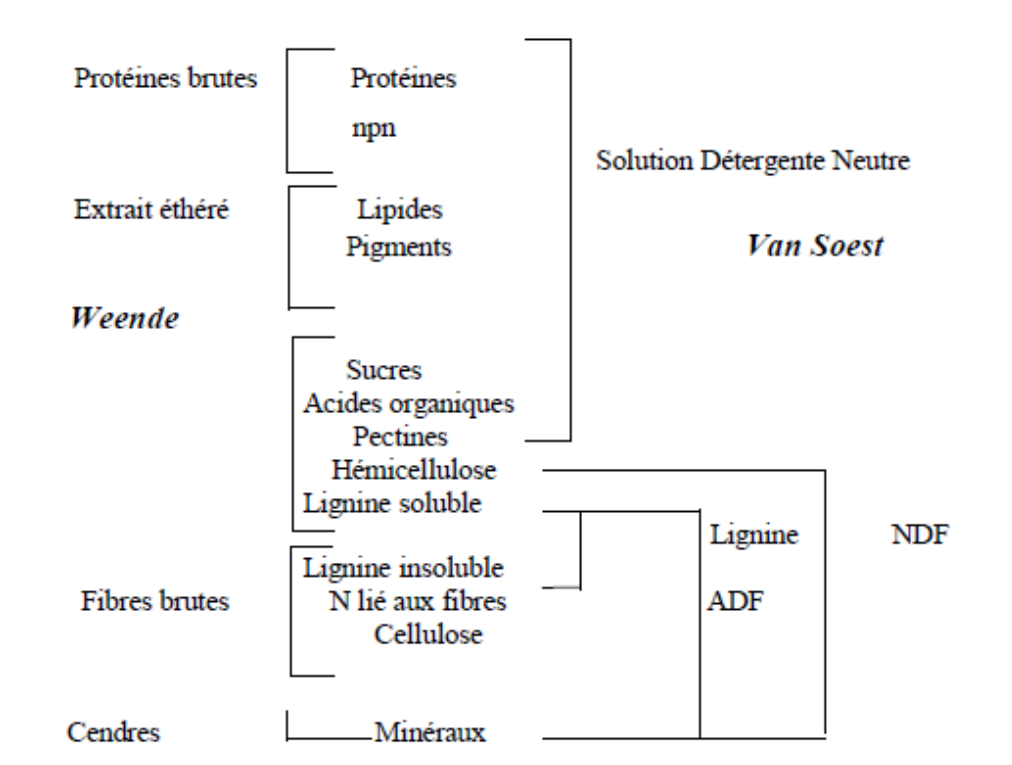 Protéines brutes Protéines
npn
Solution Détergente Neutre
Extrait éthéré Lipides
Pigments Van Soest
Weende
Sucres
Acides organiques
Pectines
Hémicellulose
Lignine soluble
Lignine NDF
Lignine insoluble
Fibres brutes N lié aux fibres ADF
Cellulose
Cendres Minéraux